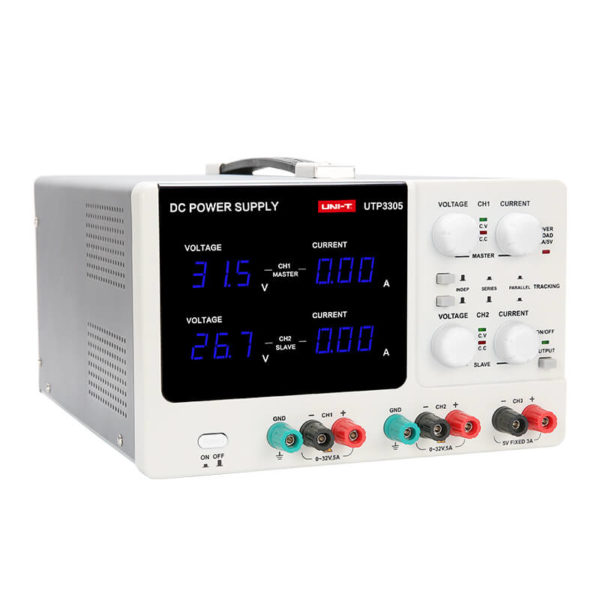 DC POWER SUPPLY
UNI-T
UTP3305
VOLTAGE
CURRENT
31.5 V
CH1
MASTER
0.00 A
VOLTAGE
CURRENT
26.7 V
CH2
SLAVE
0.00 A
VOLTAGE CH1 CURRENT
C.V
C.C
MASTER
INDEP SERIES PARALLEL TRACKING
VOLTAGE CH2 CURRENT
C.V
C.C
SLAVE
ON/OFF
OUTPUT
ON OFF
GND
− CH1 +
0~32V,5A
GND
− CH2 +
0~32V,5A
− CH3 +
5V FIXED 3A